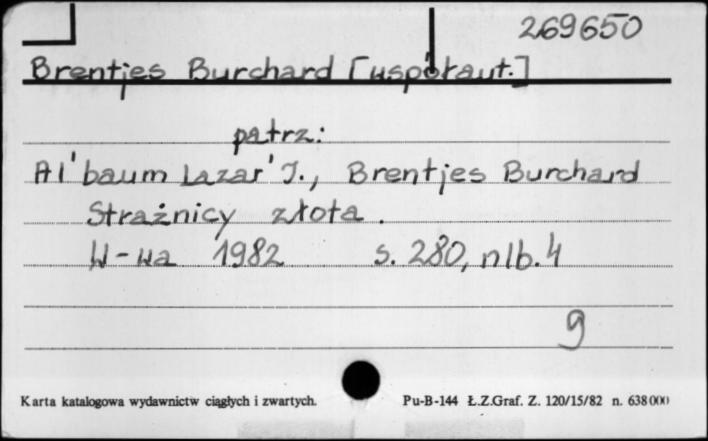 269650
Brentjes Burchard [współaut.]
patrz:
Al'baum Lazar' I., Brentjes Burchard
Strażnicy złota.
W-wa 1982 s. 280, nlb. 4
9
Karta katalogowa wydawnictw ciągłych i zwartych. Pu-B-144 Ł.Z.Graf. Z. 120/15/82 n. 638000